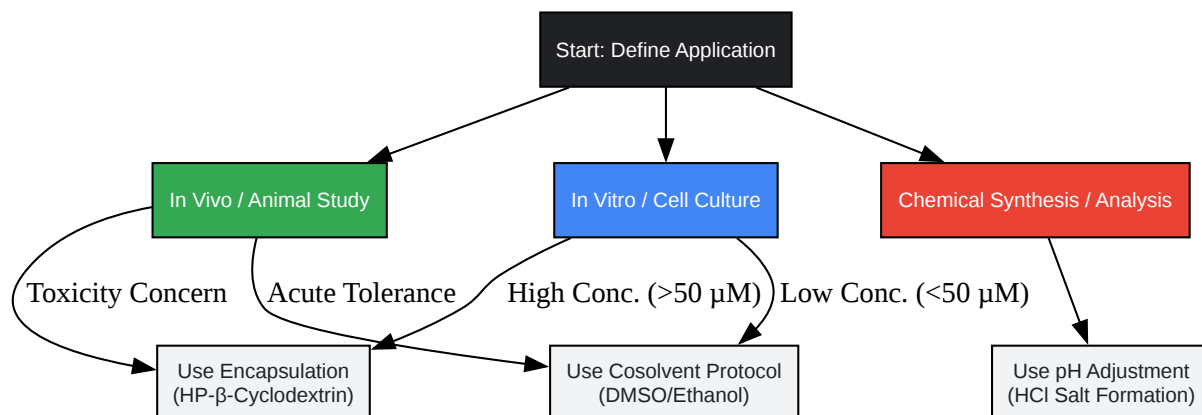 Start: Define Application
In Vivo / Animal Study
In Vitro / Cell Culture
Chemical Synthesis / Analysis
Toxicity Concern
Acute Tolerance
High Conc. (>50 µM)
Low Conc. (<50 µM)
Use Encapsulation
(HP-β-Cyclodextrin)
Use Cosolvent Protocol
(DMSO/Ethanol)
Use pH Adjustment
(HCl Salt Formation)